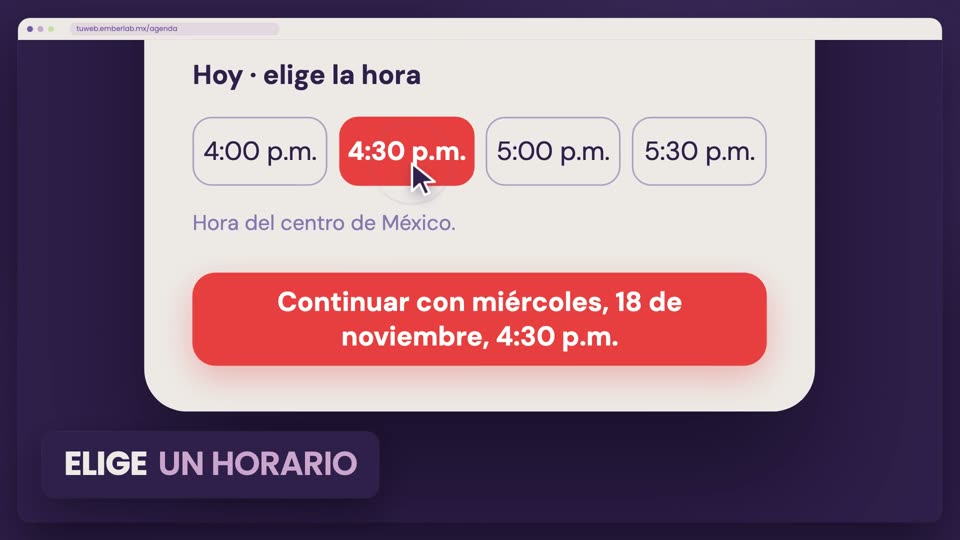 tuweb.emberlab.mx/agenda
Hoy · elige la hora
4:00 p.m. 4:30 p.m. 5:00 p.m. 5:30 p.m.
Hora del centro de México.
Continuar con miércoles, 18 de
noviembre, 4:30 p.m.
ELIGE UN HORARIO